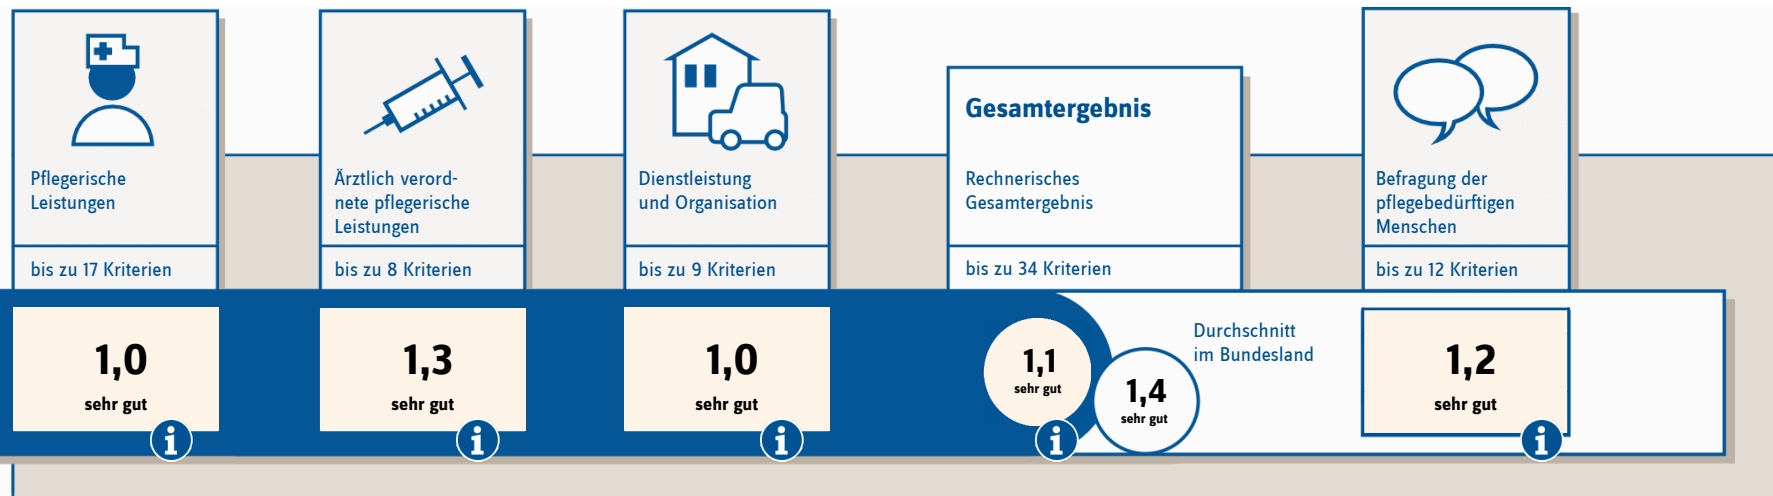 Pflegerische
Leistungen
bis zu 17 Kriterien
1,0
sehr gut
i
Ärztlich verord-
nete pflegerische
Leistungen
bis zu 8 Kriterien
1,3
sehr gut
i
Dienstleistung
und Organisation
bis zu 9 Kriterien
1,0
sehr gut
i
Gesamtergebnis
Rechnerisches
Gesamtergebnis
bis zu 34 Kriterien
1,1
sehr gut
i
1,4
sehr gut
Durchschnitt
im Bundesland
Befragung der
pflegebedürftigen
Menschen
bis zu 12 Kriterien
1,2
sehr gut
i